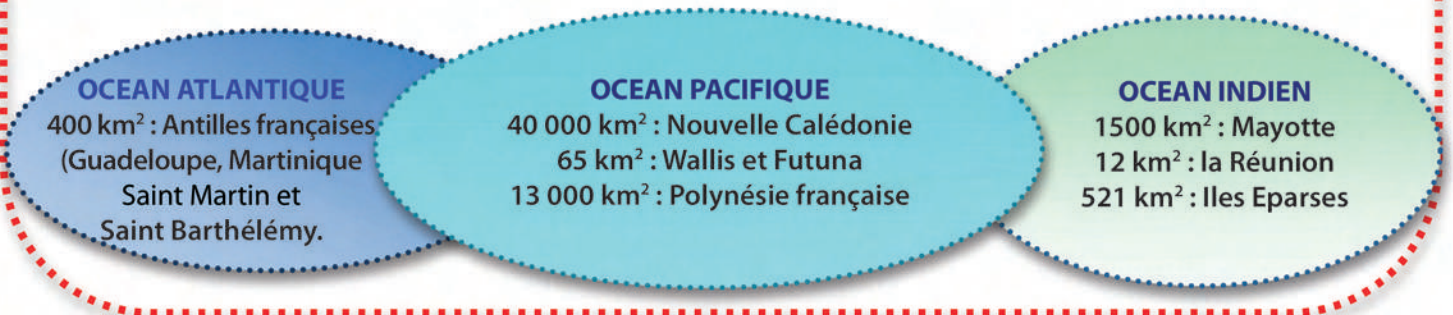 OCEAN ATLANTIQUE
400 km² : Antilles françaises
(Guadeloupe, Martinique
Saint Martin et
Saint Barthélémy.
OCEAN PACIFIQUE
40 000 km² : Nouvelle Calédonie
65 km² : Wallis et Futuna
13 000 km² : Polynésie française
OCEAN INDIEN
1500 km² : Mayotte
12 km² : la Réunion
521 km² : Iles Eparses